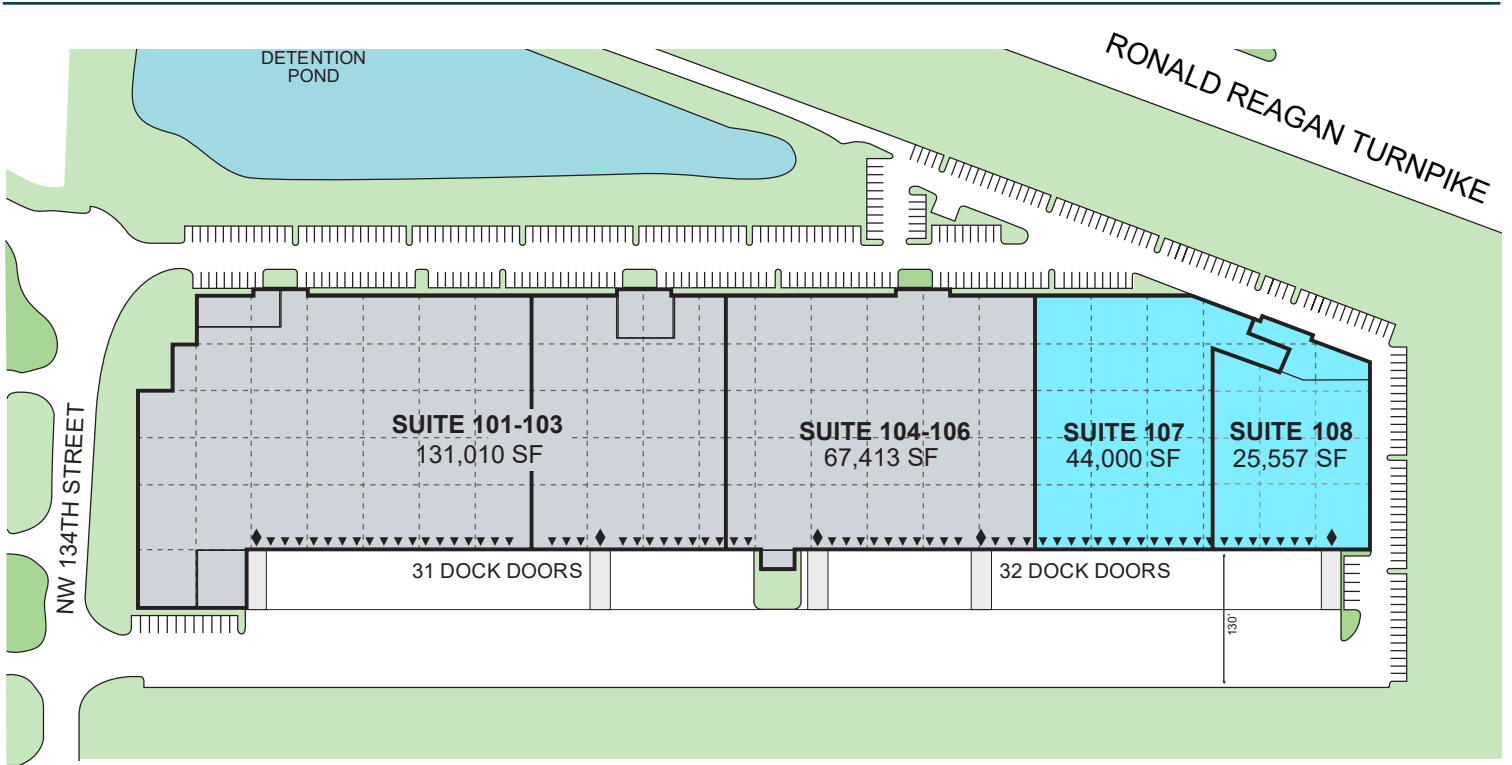 DETENTION
POND
RONALD REAGAN TURNPIKE
NW 134TH STREET
SUITE 101-103
131,010 SF
SUITE 104-106
67,413 SF
SUITE 107
44,000 SF
SUITE 108
25,557 SF
31 DOCK DOORS
32 DOCK DOORS
130'